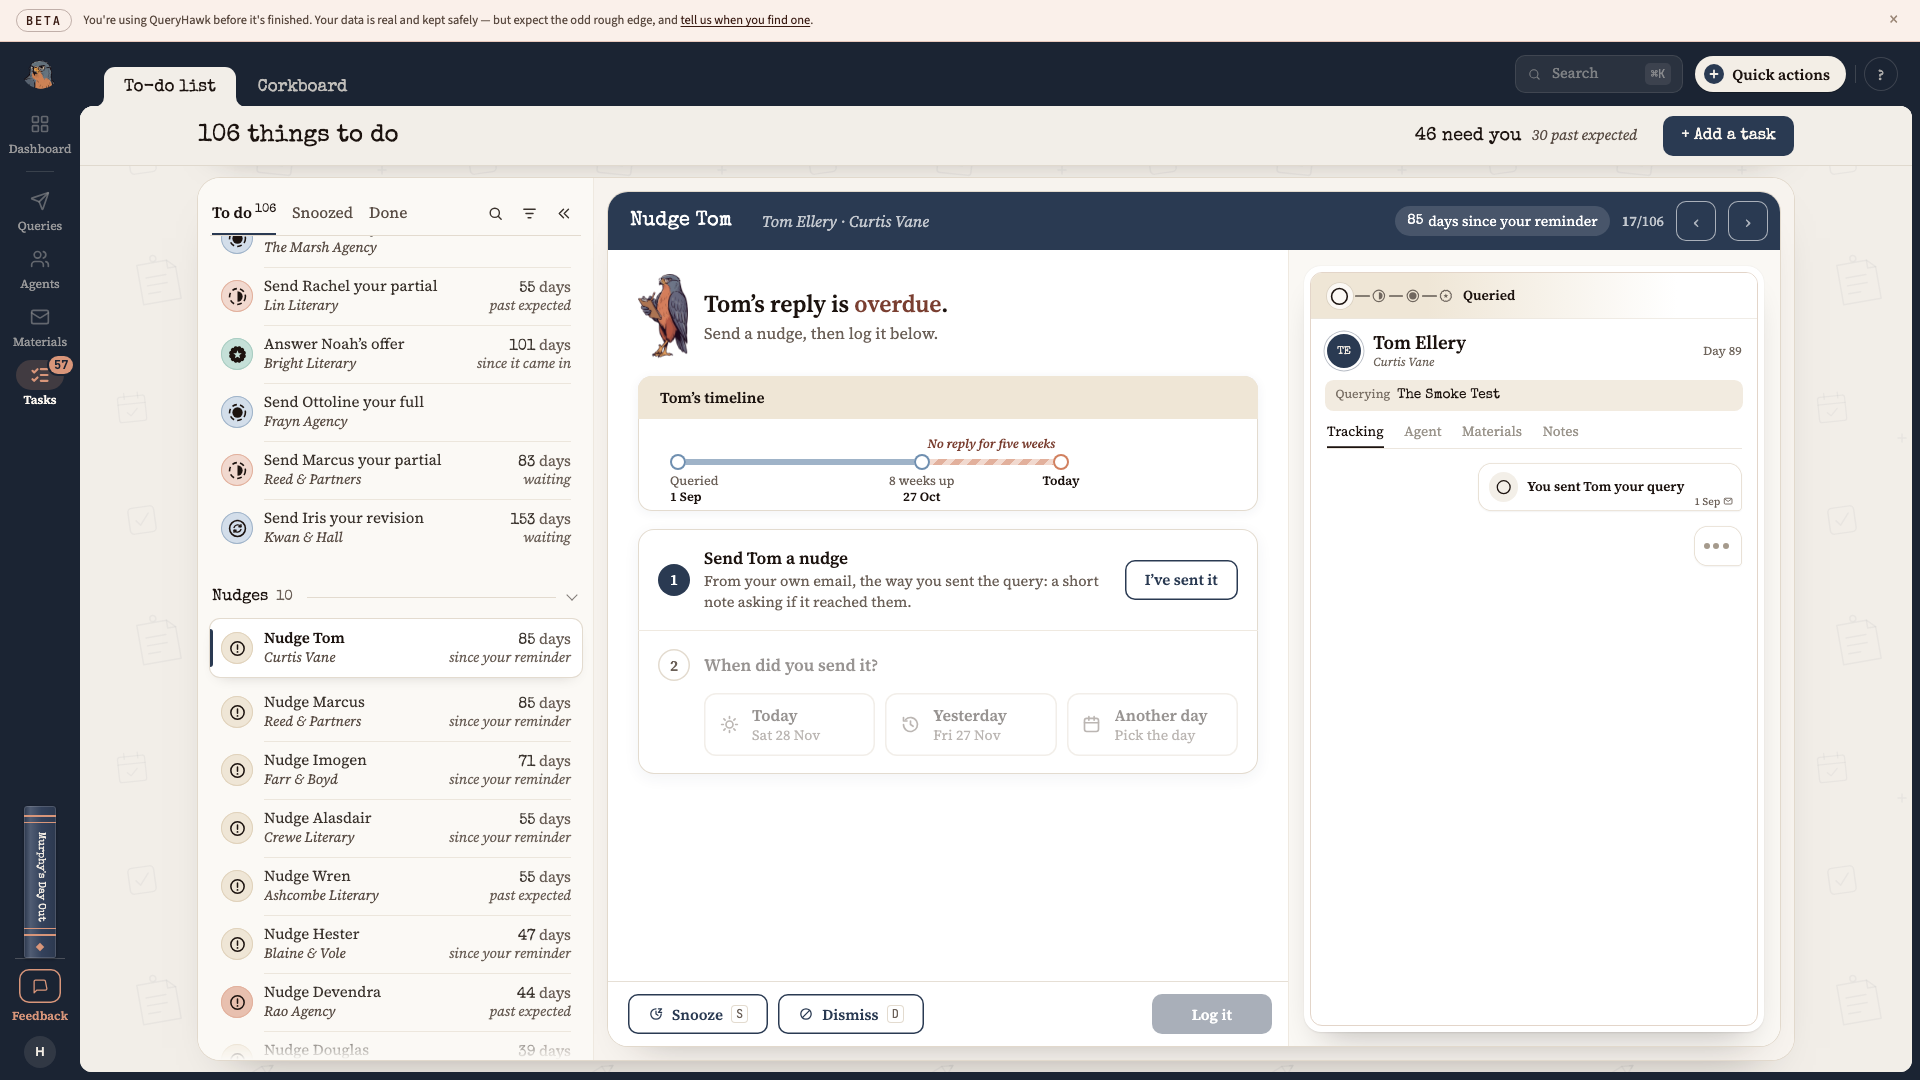 BETA You're using QueryHawk before it's finished. Your data is real and kept safely — but expect the odd rough edge, and tell us when you find one. ×
To-do list Corkboard
Search ⌘K + Quick actions ?
Dashboard
Queries
Agents
Materials
57
Tasks
Murphy's Day Out
Feedback
H
106 things to do
46 need you 30 past expected + Add a task
To do 106 Snoozed Done
The Marsh Agency
Send Rachel your partial 55 days
Lin Literary past expected
Answer Noah's offer 101 days
Bright Literary since it came in
Send Ottoline your full
Frayn Agency
Send Marcus your partial 83 days
Reed & Partners waiting
Send Iris your revision 153 days
Kwan & Hall waiting
Nudges 10
Nudge Tom 85 days
Curtis Vane since your reminder
Nudge Marcus 85 days
Reed & Partners since your reminder
Nudge Imogen 71 days
Farr & Boyd since your reminder
Nudge Alasdair 55 days
Crewe Literary since your reminder
Nudge Wren 55 days
Ashcombe Literary past expected
Nudge Hester 47 days
Blaine & Vole since your reminder
Nudge Devendra 44 days
Rao Agency past expected
Nudge Douglas 39 days
Nudge Tom Tom Ellery · Curtis Vane 85 days since your reminder 17/106 ‹ ›
Tom's reply is overdue.
Send a nudge, then log it below.
Tom's timeline
No reply for five weeks
Queried 8 weeks up Today
1 Sep 27 Oct
1 Send Tom a nudge
From your own email, the way you sent the query: a short
note asking if it reached them.
I've sent it
2 When did you send it?
Today Yesterday Another day
Sat 28 Nov Fri 27 Nov Pick the day
Snooze S Dismiss D Log it
Queried
TE Tom Ellery
Curtis Vane
Day 89
Querying The Smoke Test
Tracking Agent Materials Notes
You sent Tom your query
1 Sep